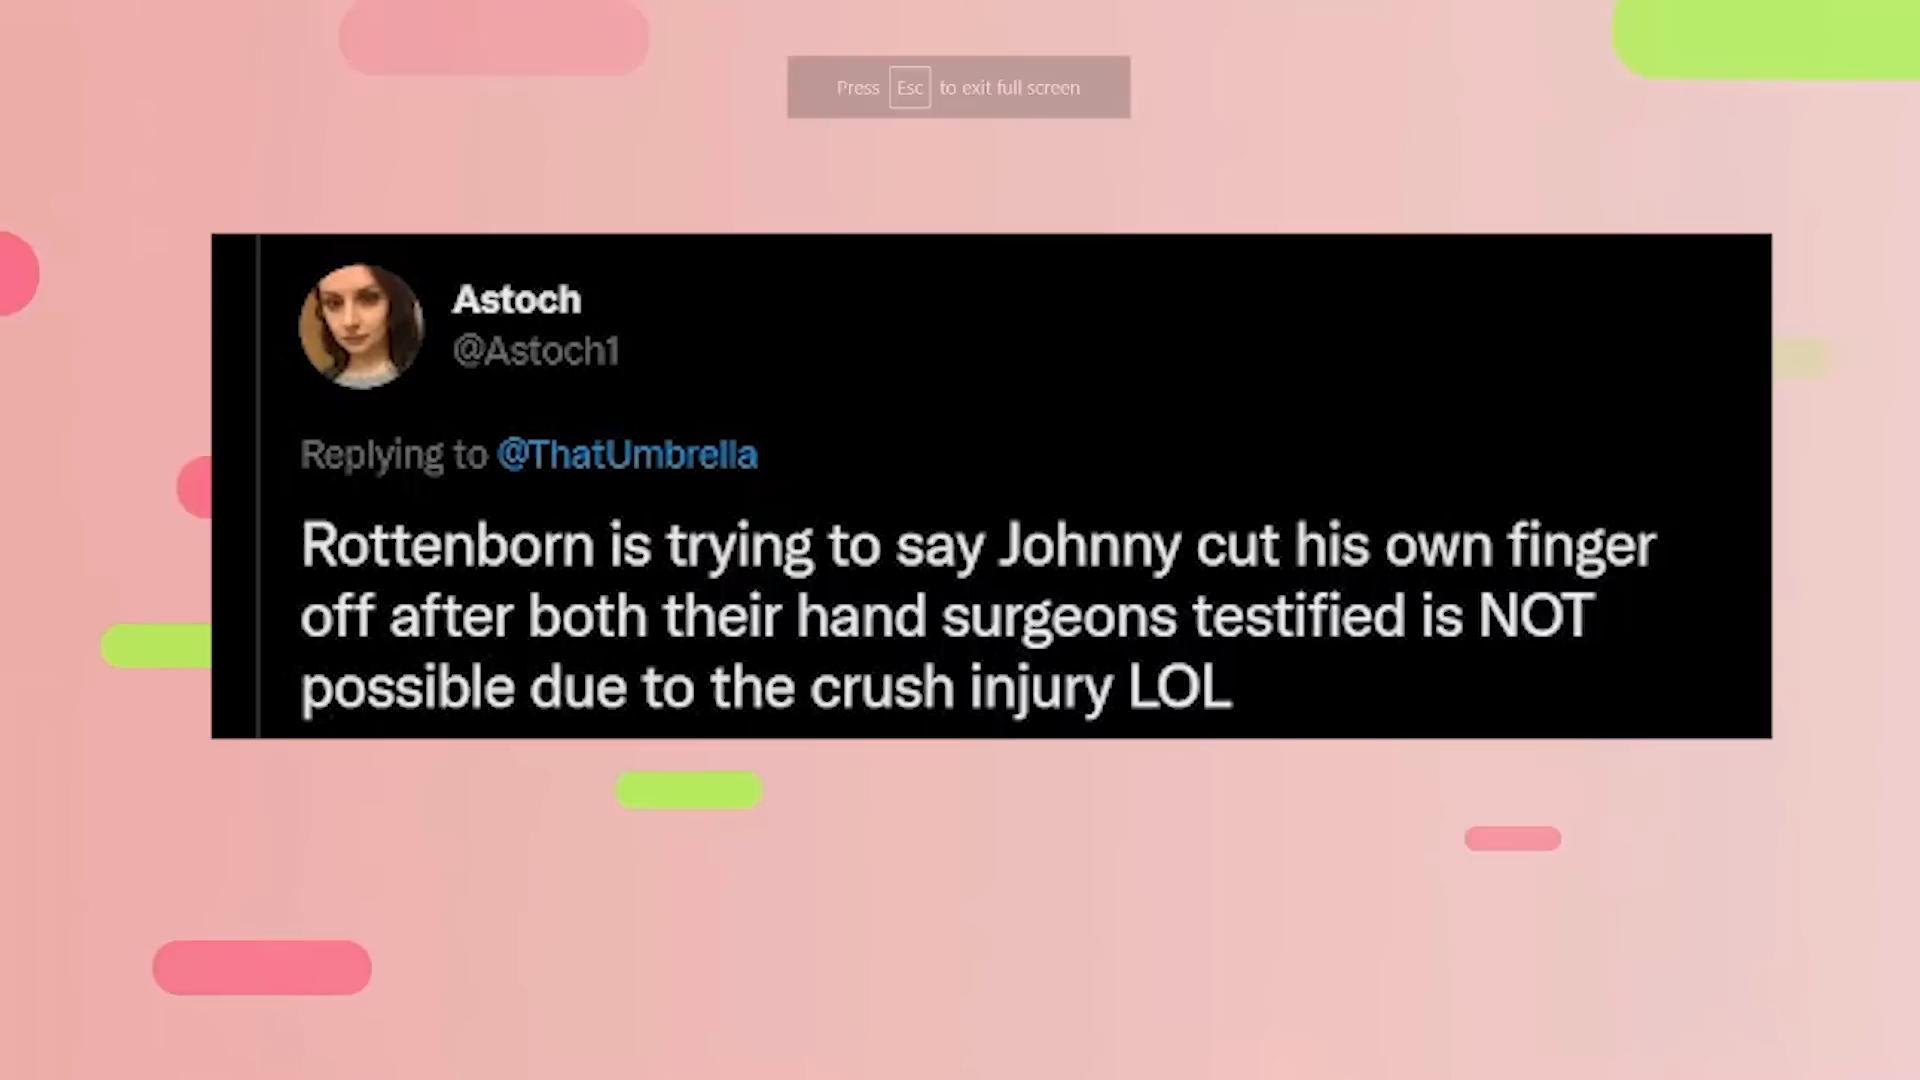 Press Esc to exit full screen
Astoch
@Astoch1
Replying to @ThatUmbrella
Rottenborn is trying to say Johnny cut his own finger
off after both their hand surgeons testified is NOT
possible due to the crush injury LOL